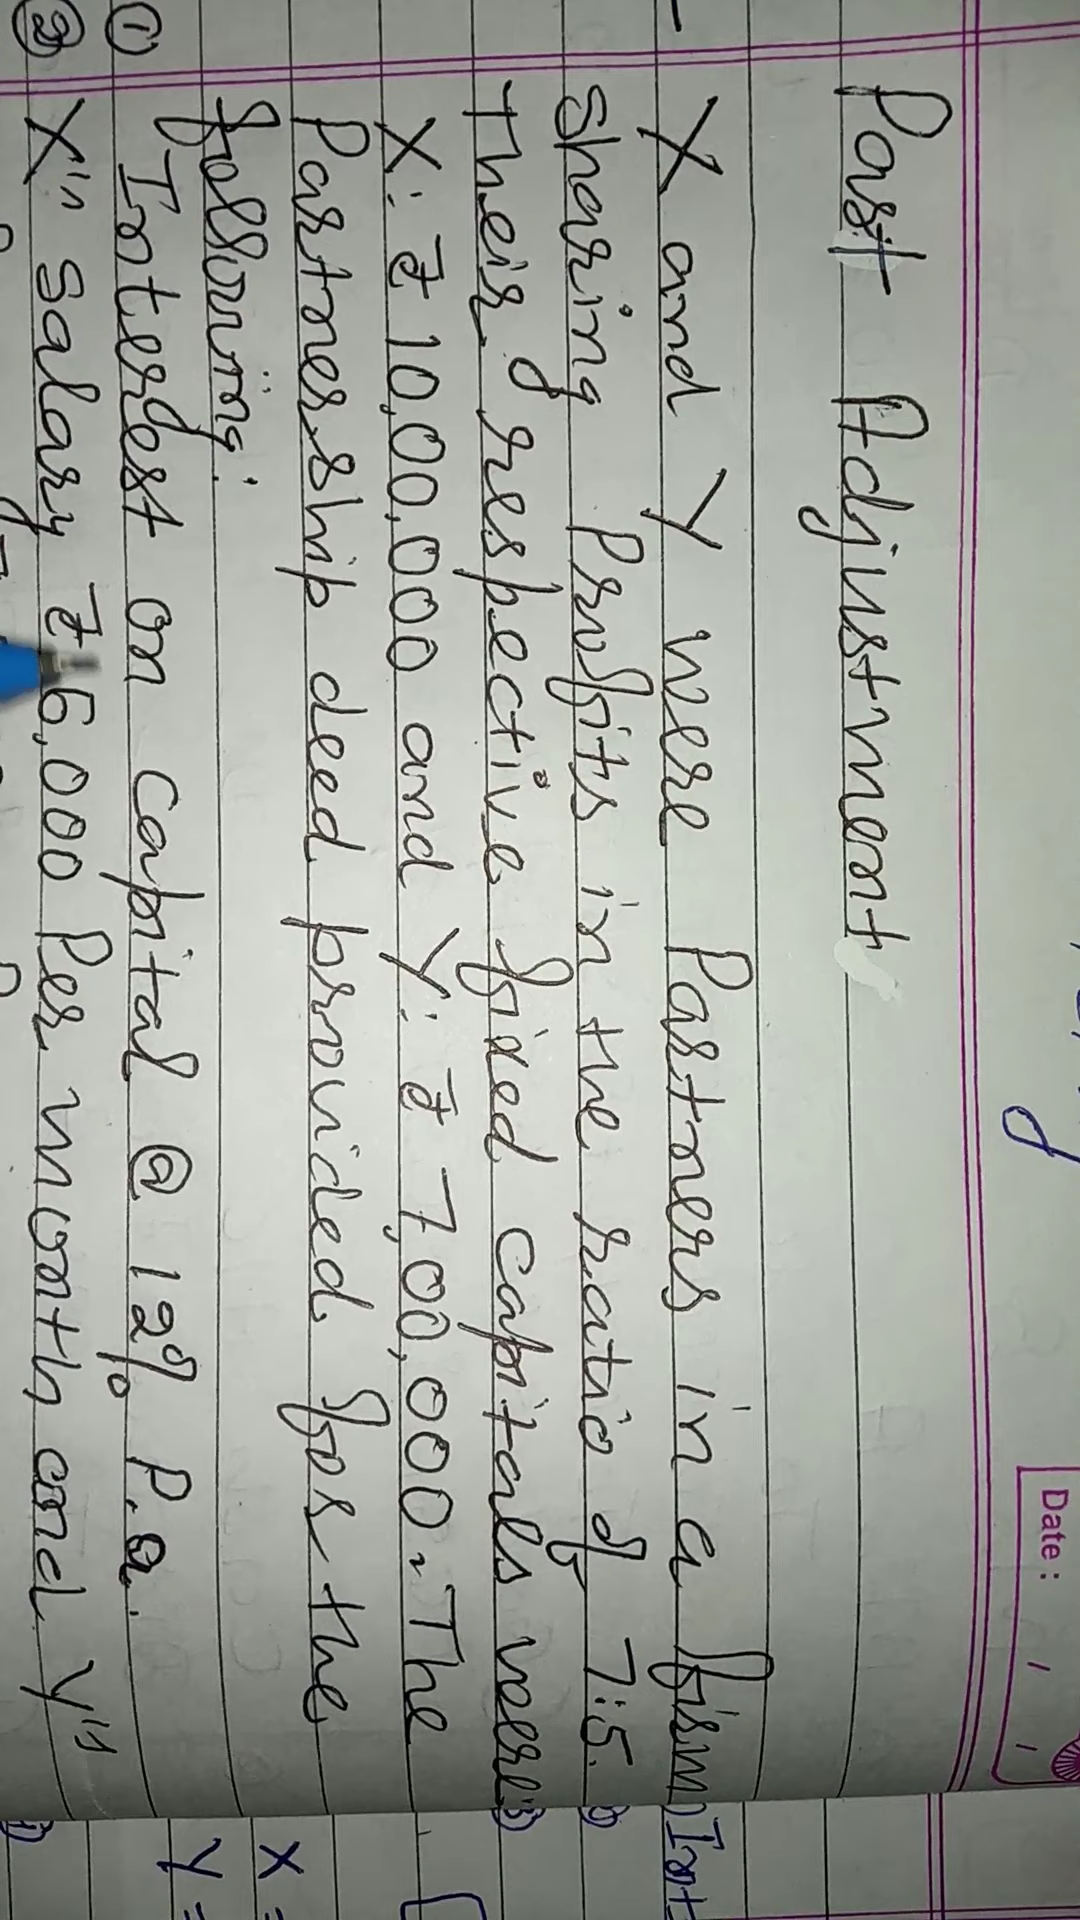 Date: / /
Past Adjustment
X and Y were Partners in a firm
Sharing Profits in the ratio of 7:5.
Their respective fixed capitals were
X: ₹ 10,00,000 and Y: ₹ 7,00,000. The
Partnership deed provided for the
following:
① Interest on capital @ 12% P.a.
② X's Salary ₹ 6,000 Per month and Y's
Int
X =
Y =